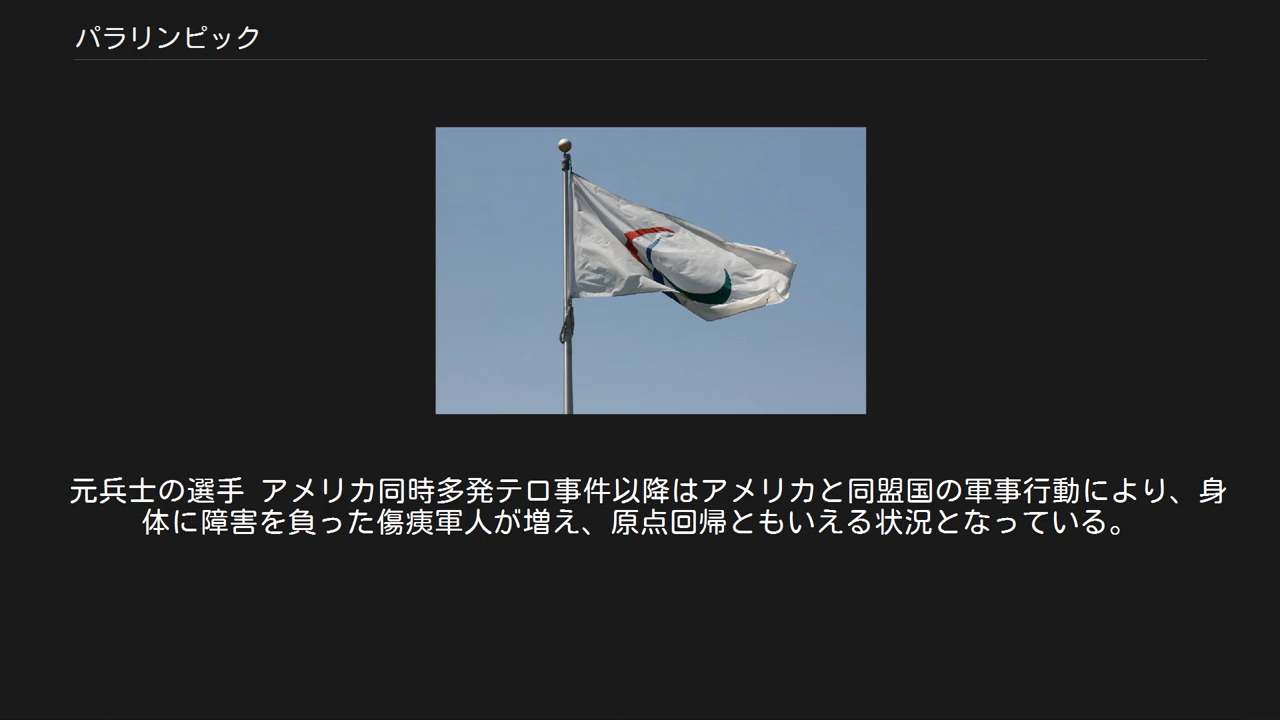 パラリンピック
元兵士の選手 アメリカ同時多発テロ事件以降はアメリカと同盟国の軍事行動により、身
体に障害を負った傷痍軍人が増え、原点回帰ともいえる状況となっている。